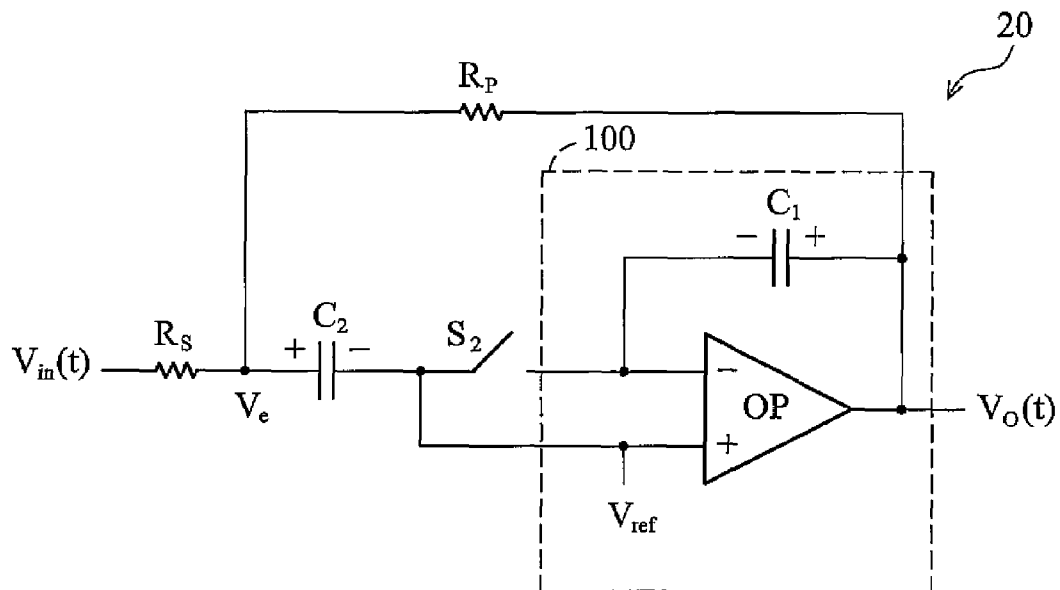 20
R_P
100
C_1
− +
R_S
C_2
S_2
V_in(t)
+ −
−
V_e
OP
V_O(t)
+
V_ref